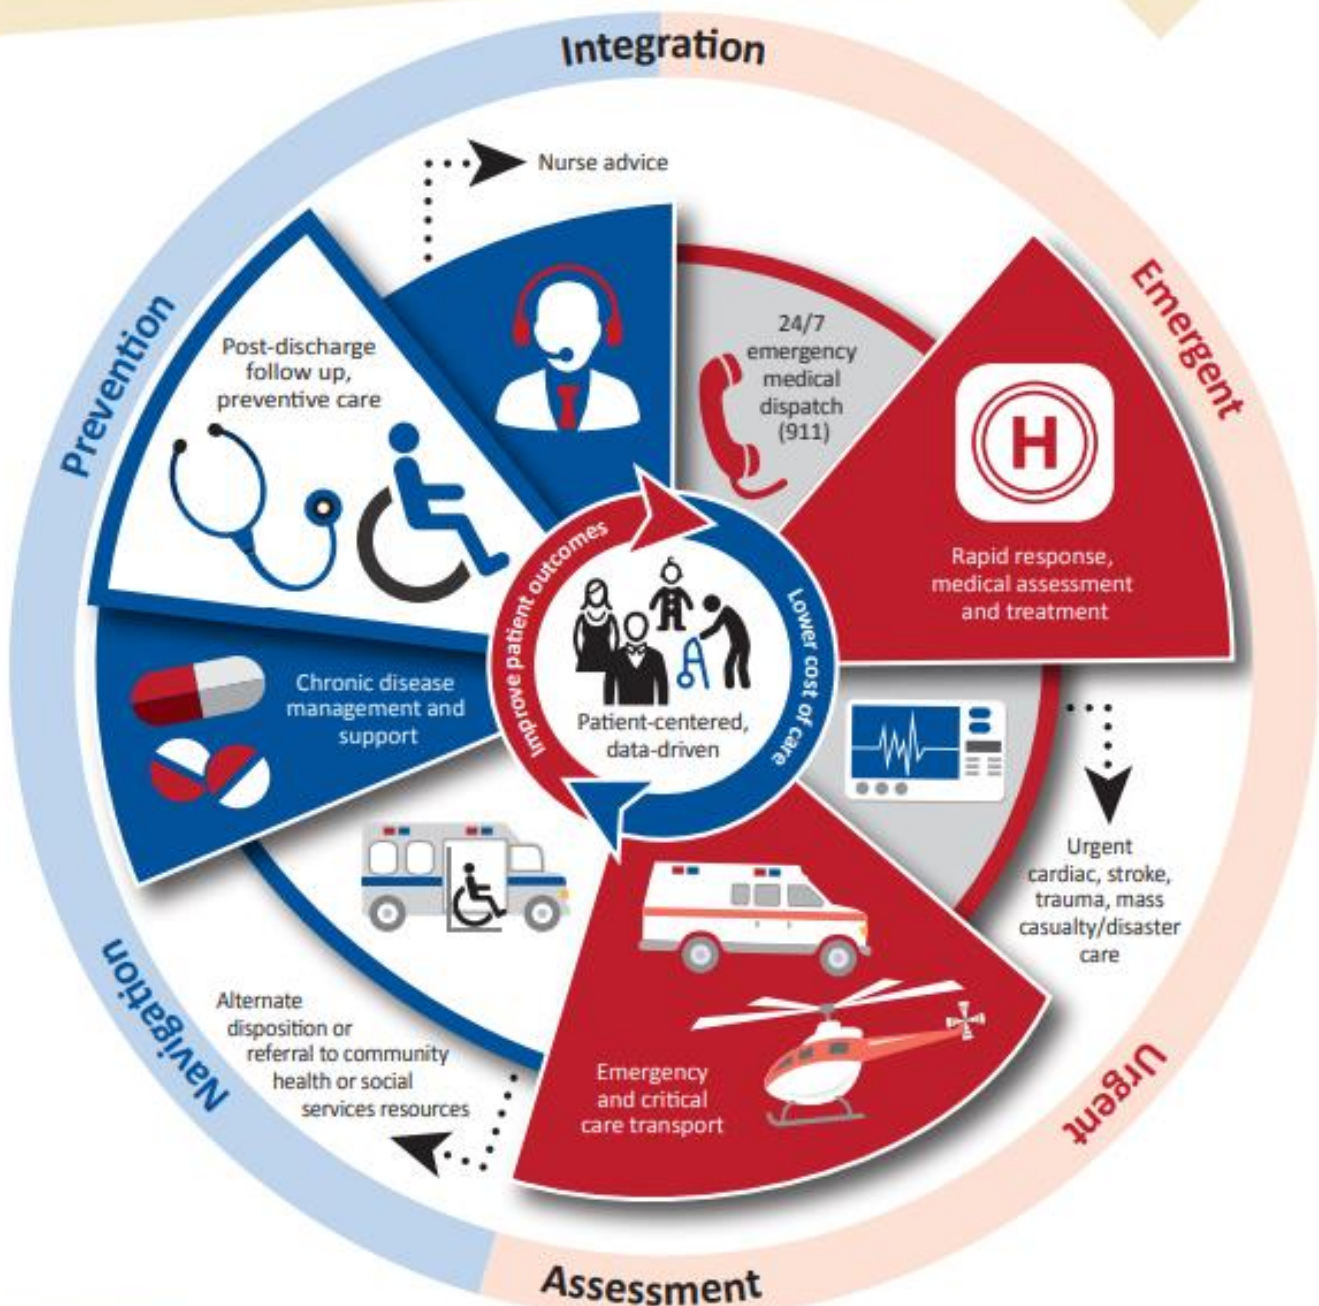 Integration
Nurse advice
24/7
emergency
medical
dispatch
(911)
Emergent
H
Rapid response,
medical assessment
and treatment
Urgent
cardiac, stroke,
trauma, mass
casualty/disaster
care
Urgent
Emergency
and critical
care transport
Assessment
Alternate
disposition or
referral to community
health or social
services resources
Navigation
Chronic disease
management and
support
Post-discharge
follow up,
preventive care
Prevention
Improve patient outcomes
Lower cost of care
Patient-centered,
data-driven